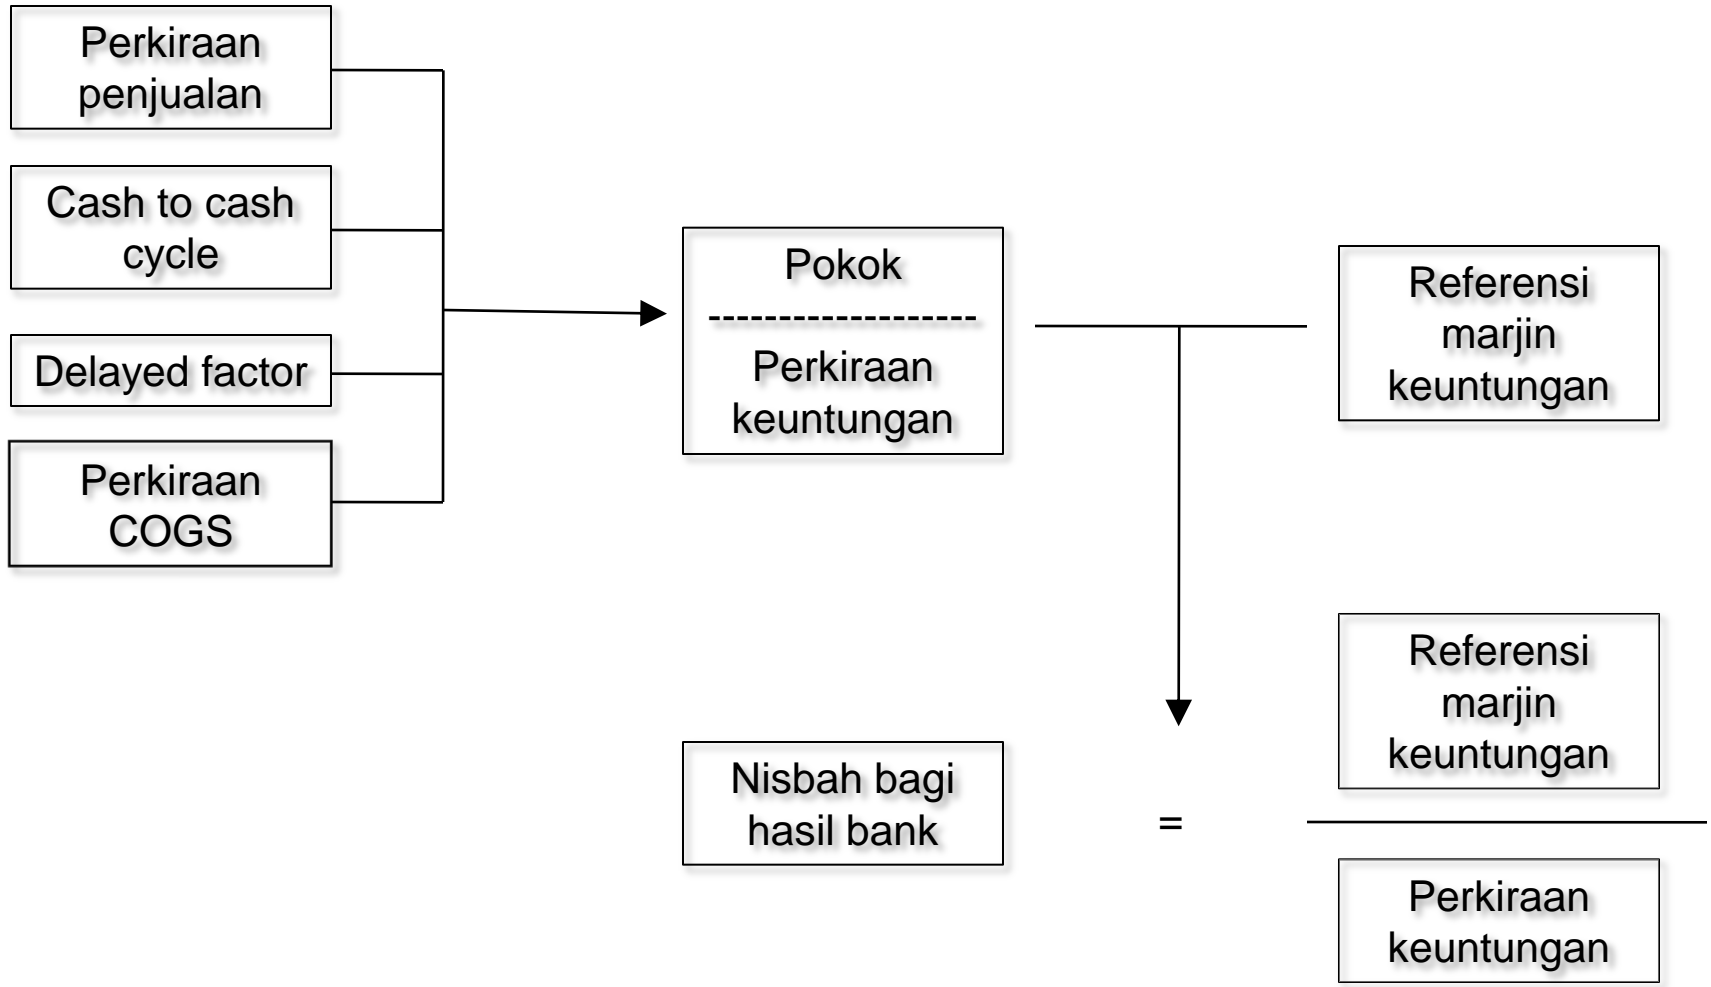 Perkiraan
penjualan
Cash to cash
cycle
Delayed factor
Perkiraan
COGS
Pokok
-------------------
Perkiraan
keuntungan
Referensi
marjin
keuntungan
Nisbah bagi
hasil bank
=
Referensi
marjin
keuntungan
Perkiraan
keuntungan